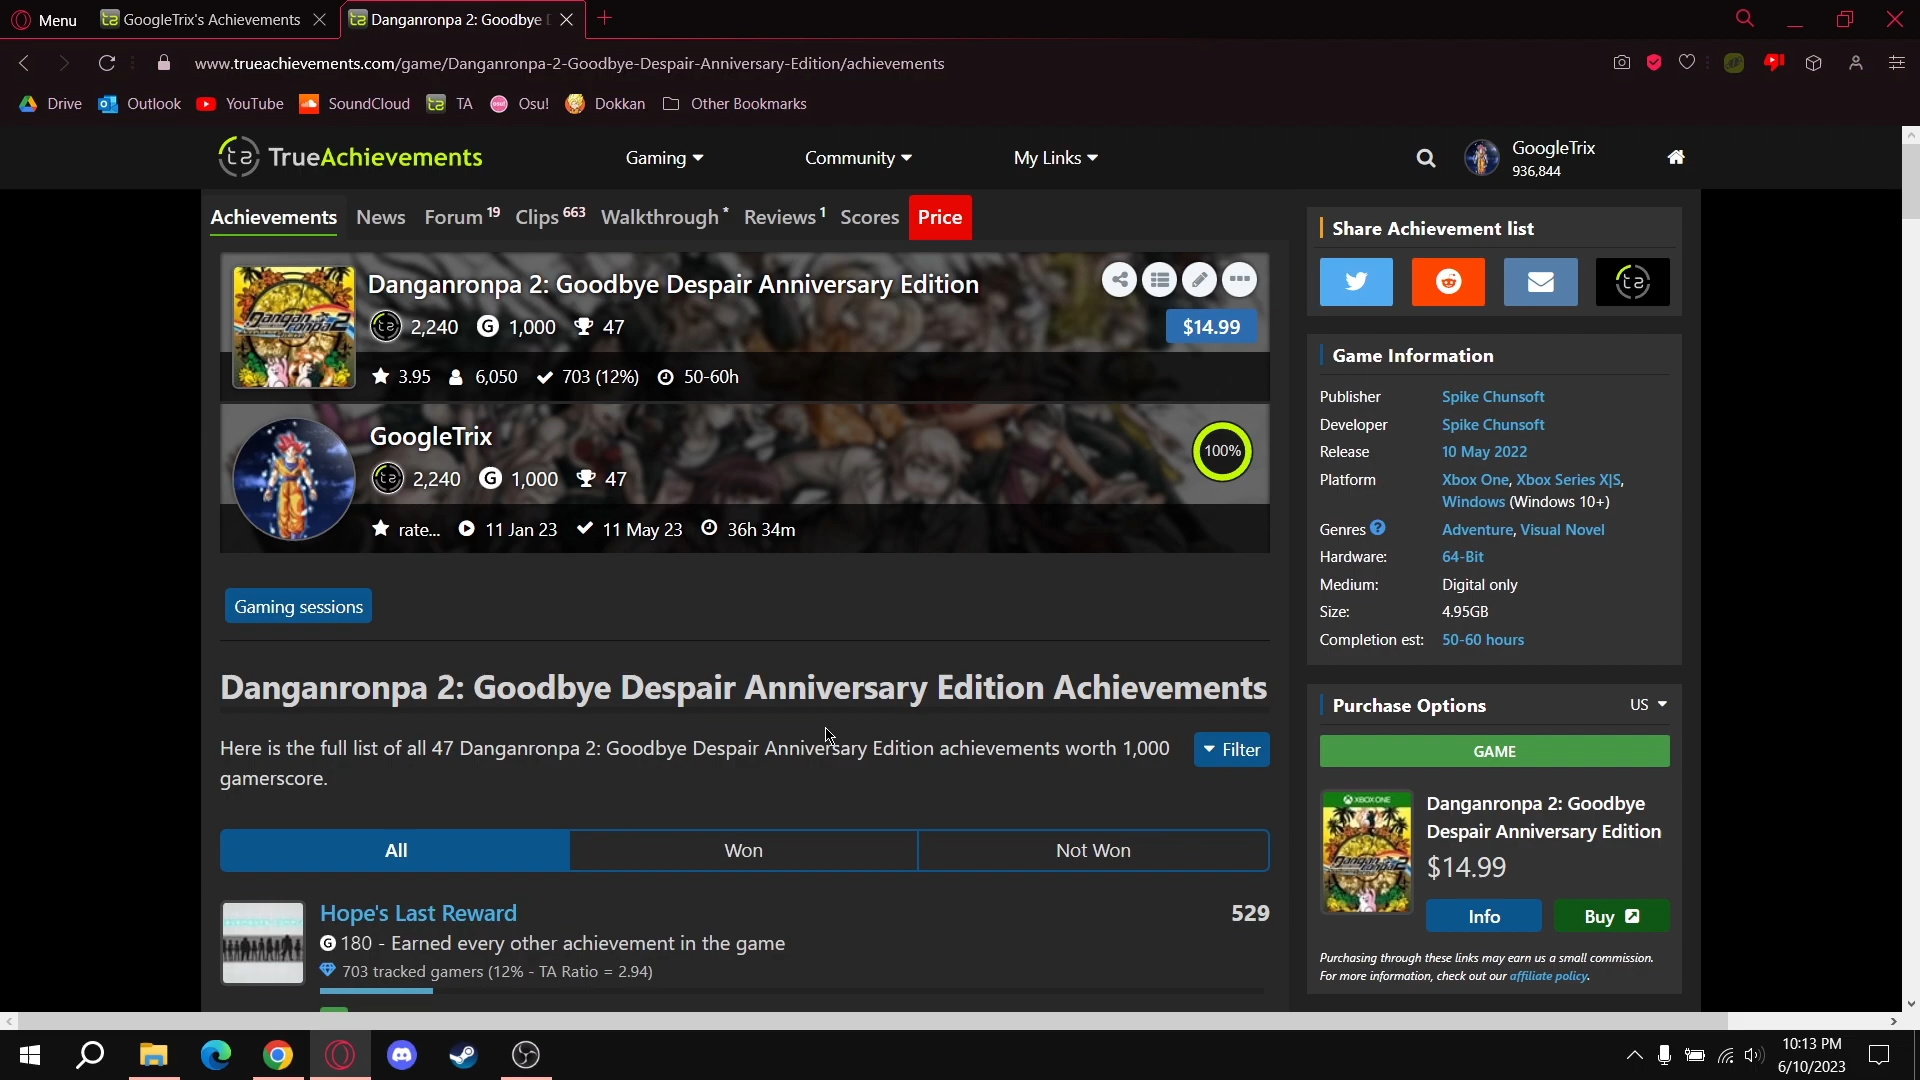 Menu
GoogleTrix's Achievements
Danganronpa 2: Goodbye
www.trueachievements.com/game/Danganronpa-2-Goodbye-Despair-Anniversary-Edition/achievements
Drive
Outlook
YouTube
SoundCloud
TA
Osu!
Dokkan
Other Bookmarks
TrueAchievements
Gaming
Community
My Links
GoogleTrix
936,844
Achievements News Forum 19 Clips 663 Walkthrough * Reviews 1 Scores Price
Danganronpa 2: Goodbye Despair Anniversary Edition
2,240 G 1,000 47
$14.99
3.95 6,050 703 (12%) 50-60h
GoogleTrix
2,240 G 1,000 47
100%
rate... 11 Jan 23 11 May 23 36h 34m
Gaming sessions
Danganronpa 2: Goodbye Despair Anniversary Edition Achievements
Here is the full list of all 47 Danganronpa 2: Goodbye Despair Anniversary Edition achievements worth 1,000
gamerscore.
Filter
All
Won
Not Won
Hope's Last Reward
529
G 180 - Earned every other achievement in the game
703 tracked gamers (12% - TA Ratio = 2.94)
Share Achievement list
Game Information
Publisher Spike Chunsoft
Developer Spike Chunsoft
Release 10 May 2022
Platform Xbox One, Xbox Series X|S,
Windows (Windows 10+)
Genres ? Adventure, Visual Novel
Hardware: 64-Bit
Medium: Digital only
Size: 4.95GB
Completion est: 50-60 hours
Purchase Options
US
GAME
XBOX ONE
Danganronpa 2: Goodbye
Despair Anniversary Edition
$14.99
Info
Buy
Purchasing through these links may earn us a small commission.
For more information, check out our affiliate policy.
10:13 PM
6/10/2023